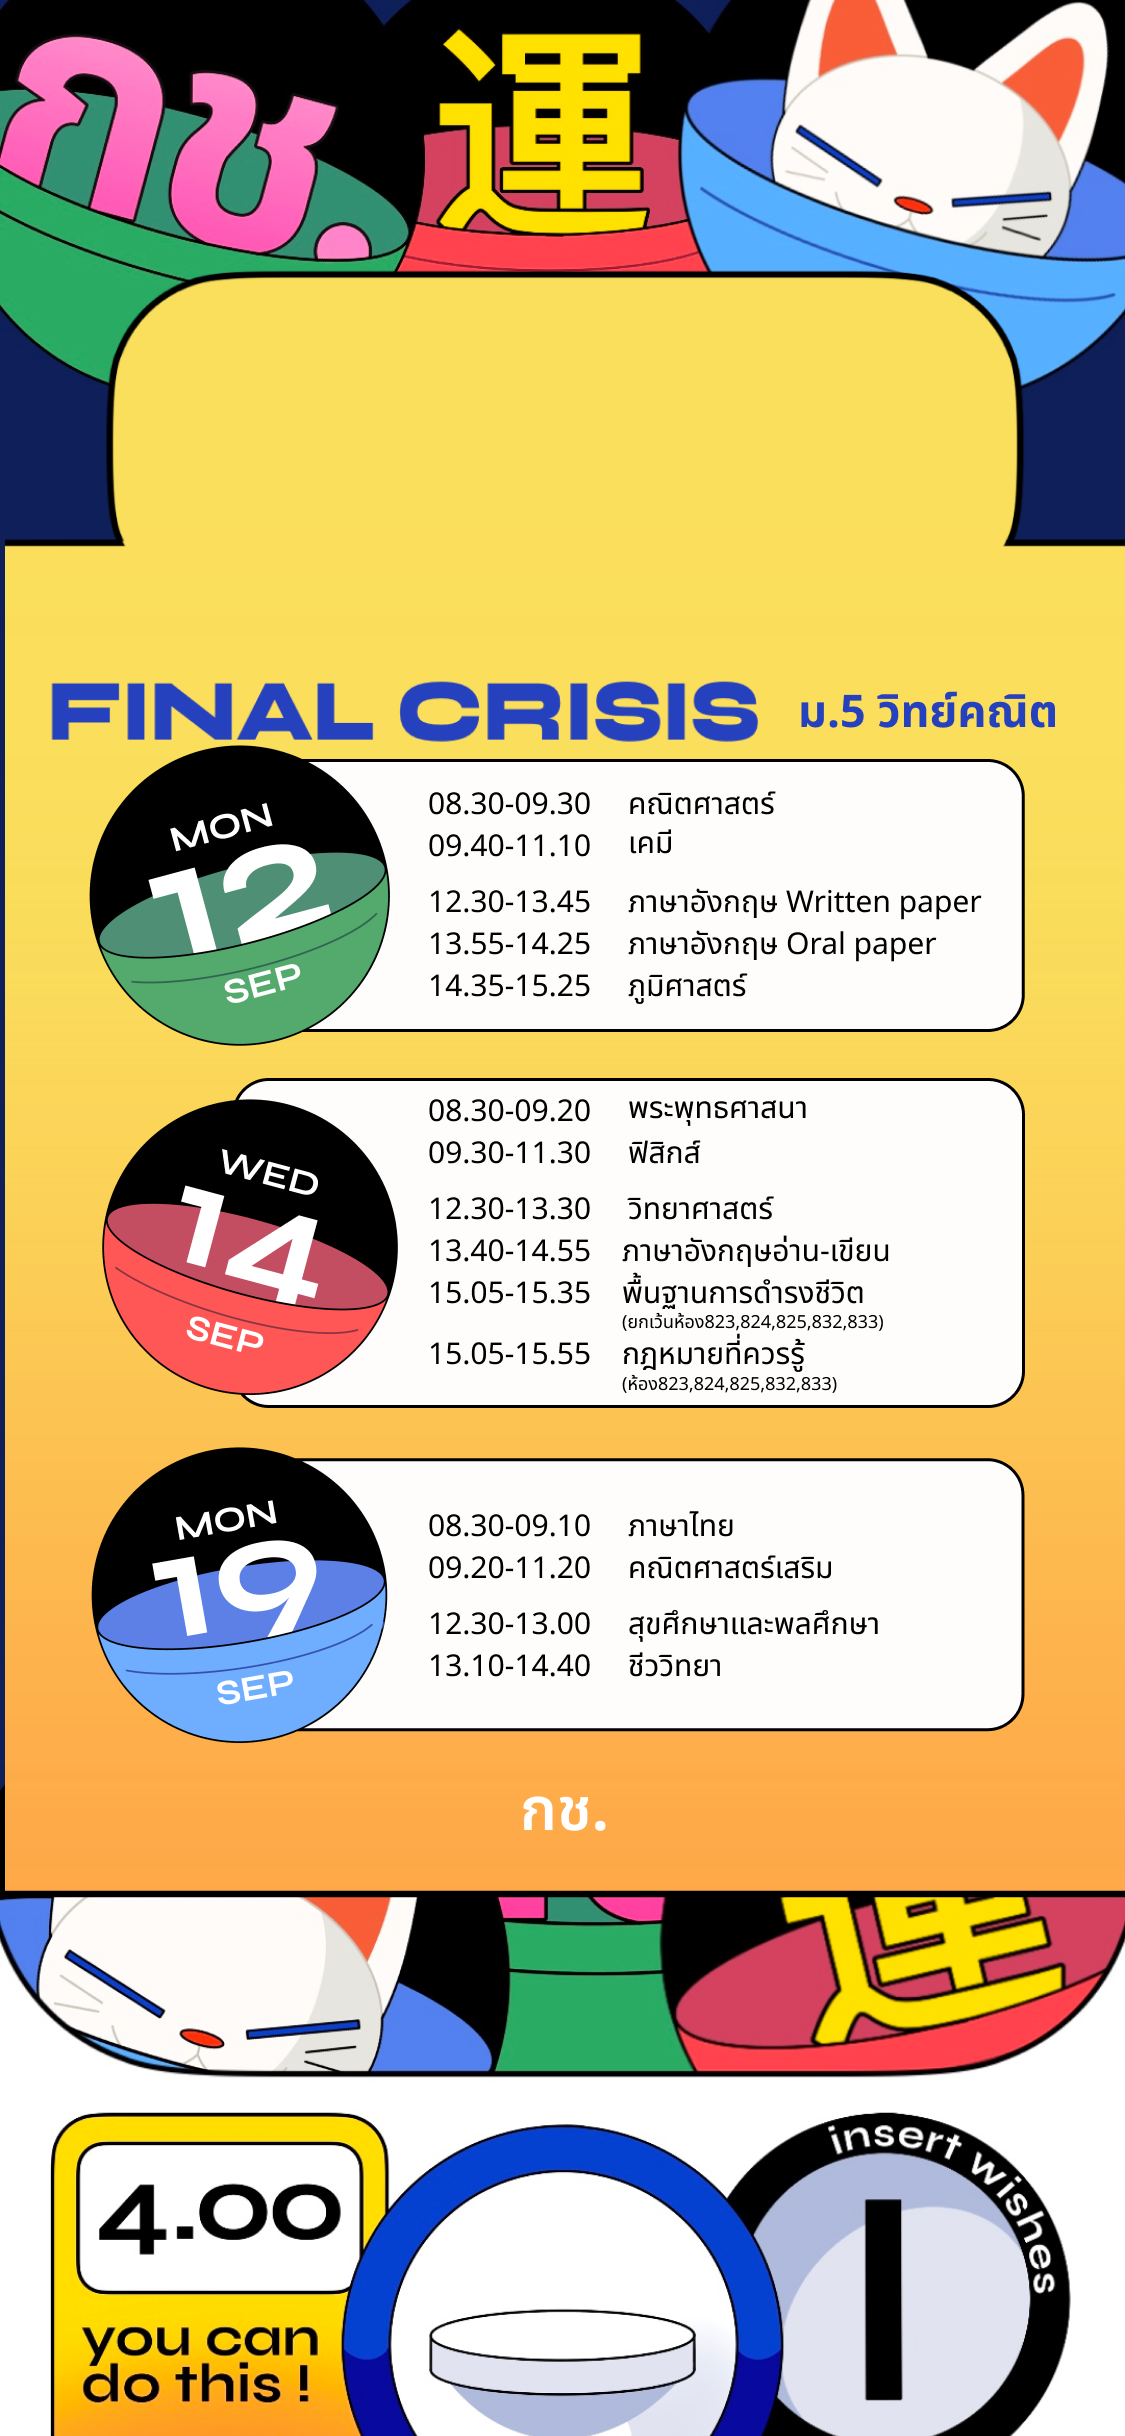 กช.
運
FINAL CRISIS ม.5 วิทย์คณิต
MON
12
SEP
08.30-09.30 คณิตศาสตร์
09.40-11.10 เคมี
12.30-13.45 ภาษาอังกฤษ Written paper
13.55-14.25 ภาษาอังกฤษ Oral paper
14.35-15.25 ภูมิศาสตร์
WED
14
SEP
08.30-09.20 พระพุทธศาสนา
09.30-11.30 ฟิสิกส์
12.30-13.30 วิทยาศาสตร์
13.40-14.55 ภาษาอังกฤษอ่าน-เขียน
15.05-15.35 พื้นฐานการดำรงชีวิต
(ยกเว้นห้อง823,824,825,832,833)
15.05-15.55 กฎหมายที่ควรรู้
(ห้อง823,824,825,832,833)
MON
19
SEP
08.30-09.10 ภาษาไทย
09.20-11.20 คณิตศาสตร์เสริม
12.30-13.00 สุขศึกษาและพลศึกษา
13.10-14.40 ชีววิทยา
กช.
運
4.00
you can
do this !
insert wishes